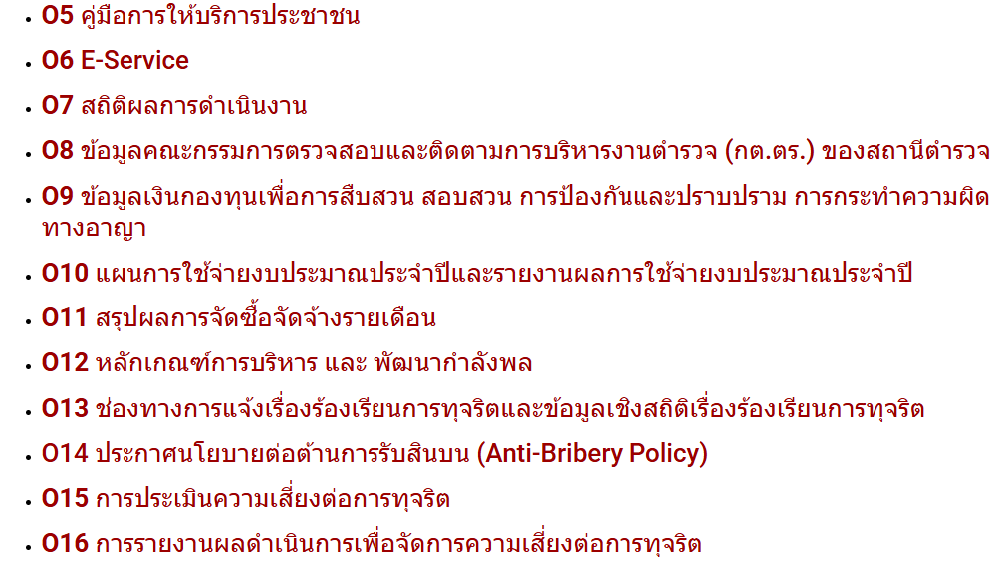 • O5 คู่มือการให้บริการประชาชน
• O6 E-Service
• O7 สถิติผลการดำเนินงาน
• O8 ข้อมูลคณะกรรมการตรวจสอบและติดตามการบริหารงานตำรวจ (กต.ตร.) ของสถานีตำรวจ
• O9 ข้อมูลเงินกองทุนเพื่อการสืบสวน สอบสวน การป้องกันและปราบปราม การกระทำความผิด
ทางอาญา
• O10 แผนการใช้จ่ายงบประมาณประจำปีและรายงานผลการใช้จ่ายงบประมาณประจำปี
• O11 สรุปผลการจัดซื้อจัดจ้างรายเดือน
• O12 หลักเกณฑ์การบริหาร และ พัฒนากำลังพล
• O13 ช่องทางการแจ้งเรื่องร้องเรียนการทุจริตและข้อมูลเชิงสถิติเรื่องร้องเรียนการทุจริต
• O14 ประกาศนโยบายต่อต้านการรับสินบน (Anti-Bribery Policy)
• O15 การประเมินความเสี่ยงต่อการทุจริต
• O16 การรายงานผลดำเนินการเพื่อจัดการความเสี่ยงต่อการทุจริต